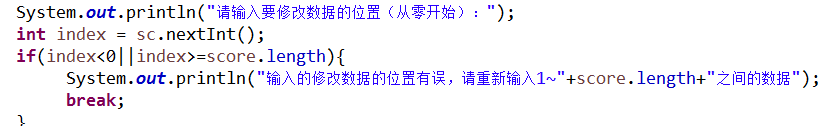 System.out.println("请输入要修改数据的位置（从零开始）：");
int index = sc.nextInt();
if(index<0||index>=score.length){
System.out.println("输入的修改数据的位置有误，请重新输入1~"+score.length+"之间的数据");
break;
}